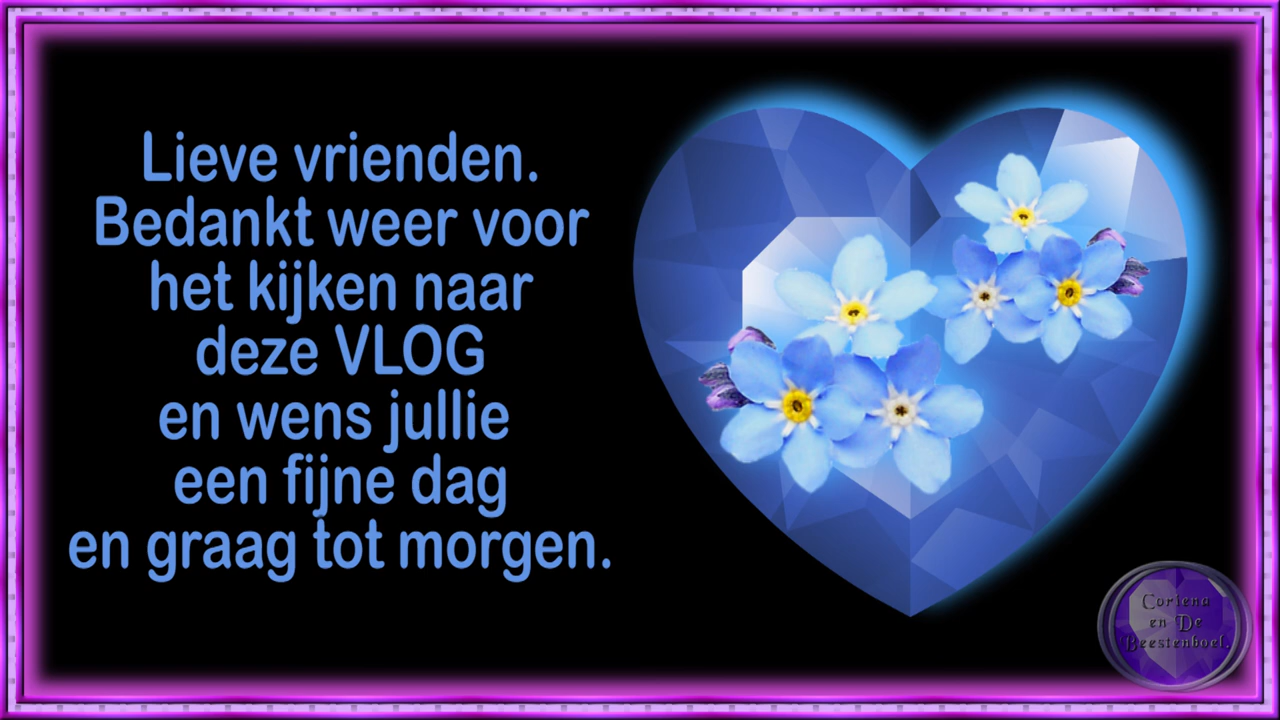 Lieve vrienden.
Bedankt weer voor
het kijken naar
deze VLOG
en wens jullie
een fijne dag
en graag tot morgen.
Coriena
en De
Beestenboel.